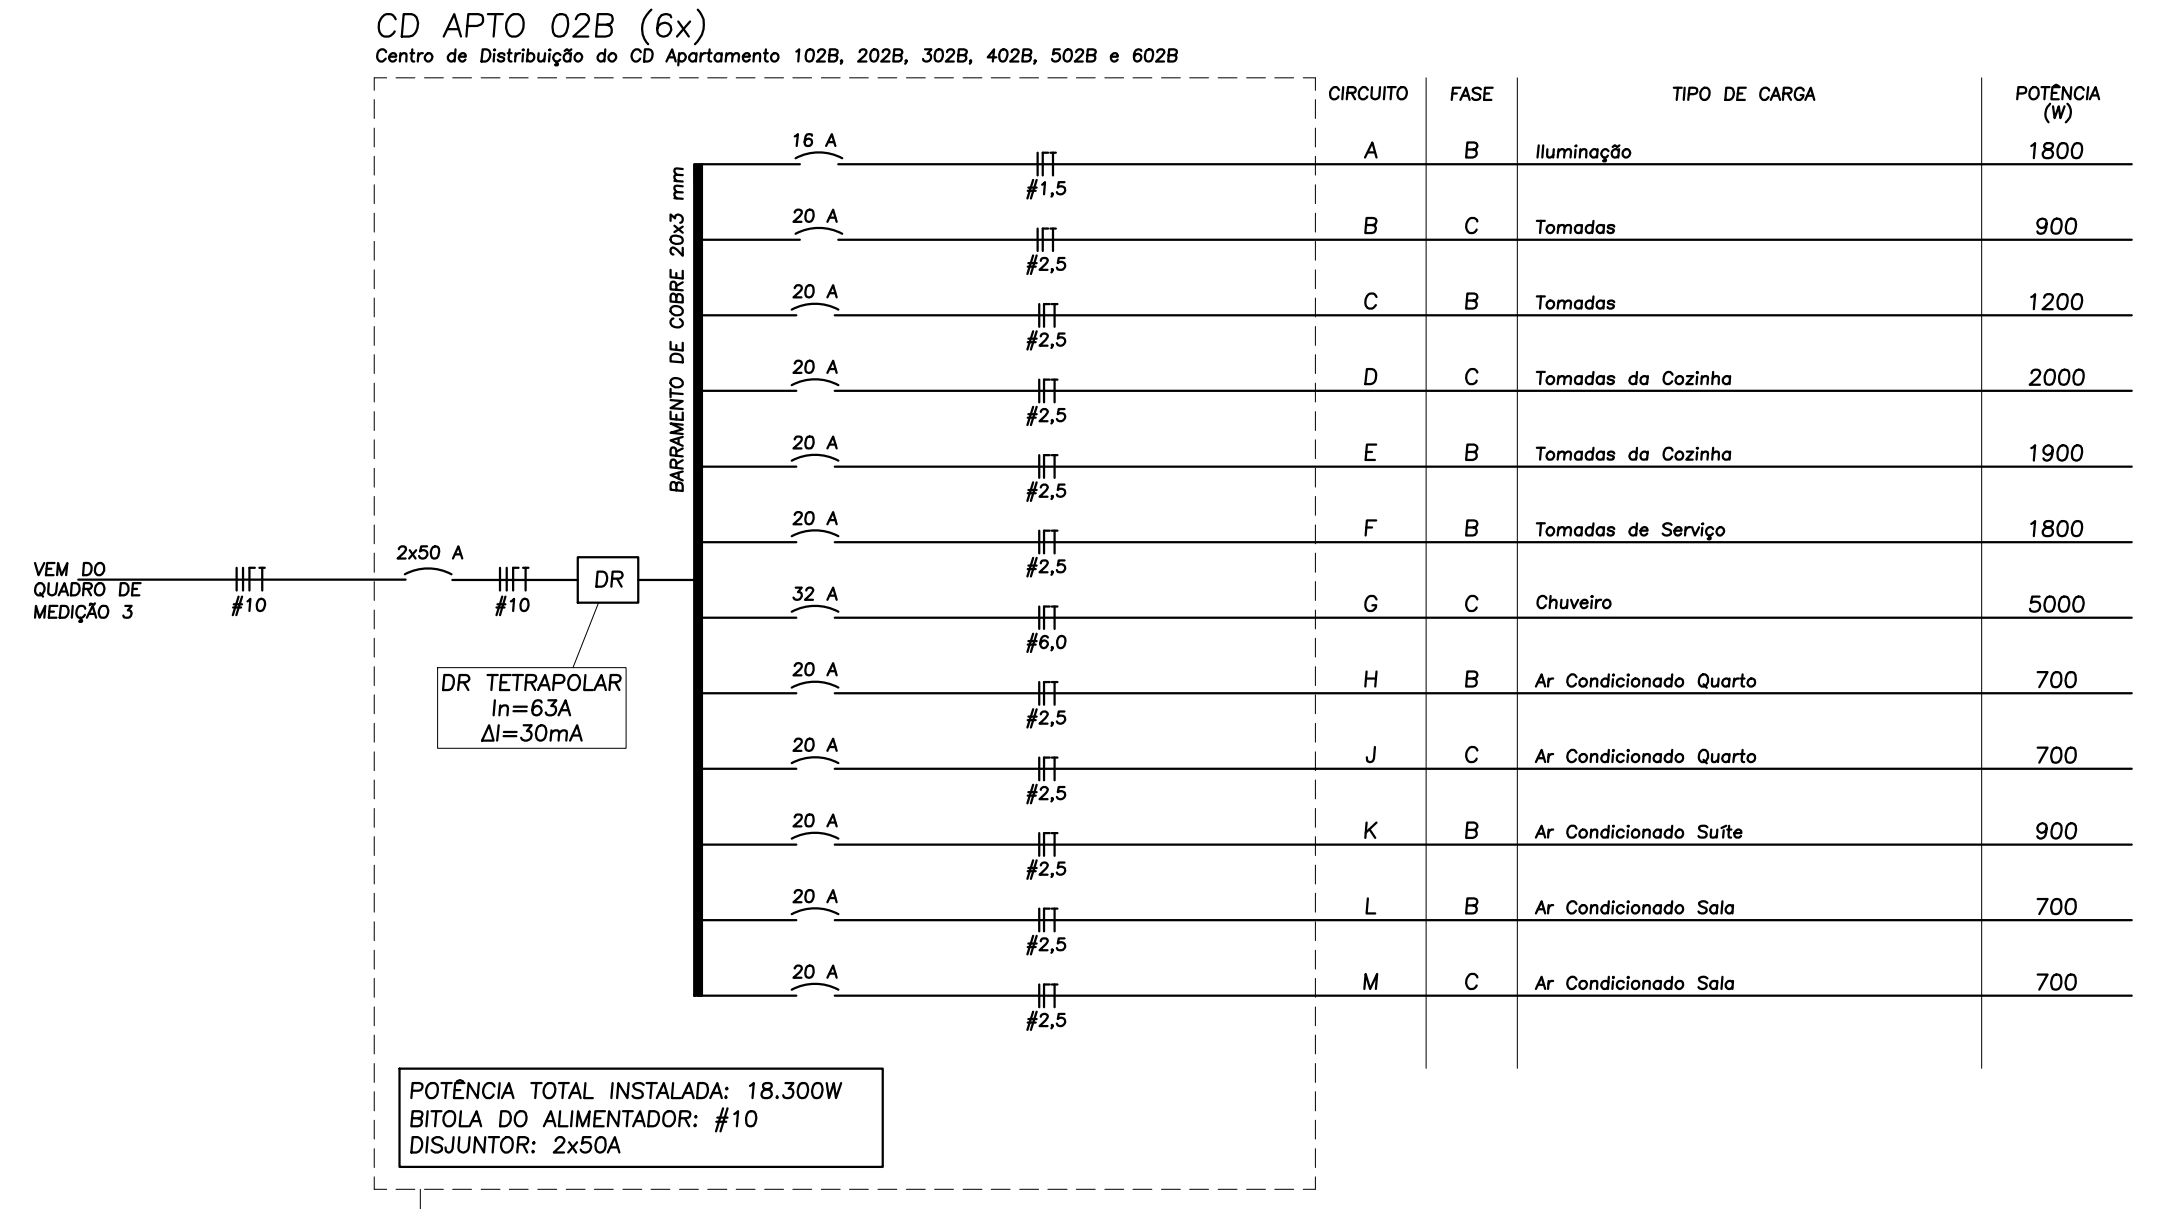 CD APTO 02B (6x)
Centro de Distribuição do CD Apartamento 102B, 202B, 302B, 402B, 502B e 602B
CIRCUITO FASE TIPO DE CARGA POTÊNCIA
(W)
16 A
#1,5
A B Iluminação 1800
20 A
#2,5
B C Tomadas 900
20 A
#2,5
C B Tomadas 1200
20 A
#2,5
D C Tomadas da Cozinha 2000
20 A
#2,5
E B Tomadas da Cozinha 1900
20 A
#2,5
F B Tomadas de Serviço 1800
32 A
#6,0
G C Chuveiro 5000
20 A
#2,5
H B Ar Condicionado Quarto 700
20 A
#2,5
J C Ar Condicionado Quarto 700
20 A
#2,5
K B Ar Condicionado Suíte 900
20 A
#2,5
L B Ar Condicionado Sala 700
20 A
#2,5
M C Ar Condicionado Sala 700
BARRAMENTO DE COBRE 20x3 mm
VEM DO
QUADRO DE
MEDIÇÃO 3
#10
2x50 A
#10
DR
DR TETRAPOLAR
In=63A
ΔI=30mA
POTÊNCIA TOTAL INSTALADA: 18.300W
BITOLA DO ALIMENTADOR: #10
DISJUNTOR: 2x50A